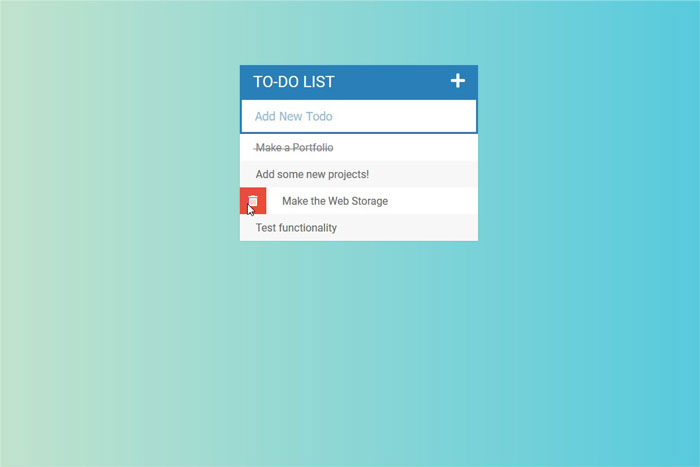 TO-DO LIST
Add New Todo
Make a Portfolio
Add some new projects!
Make the Web Storage
Test functionality